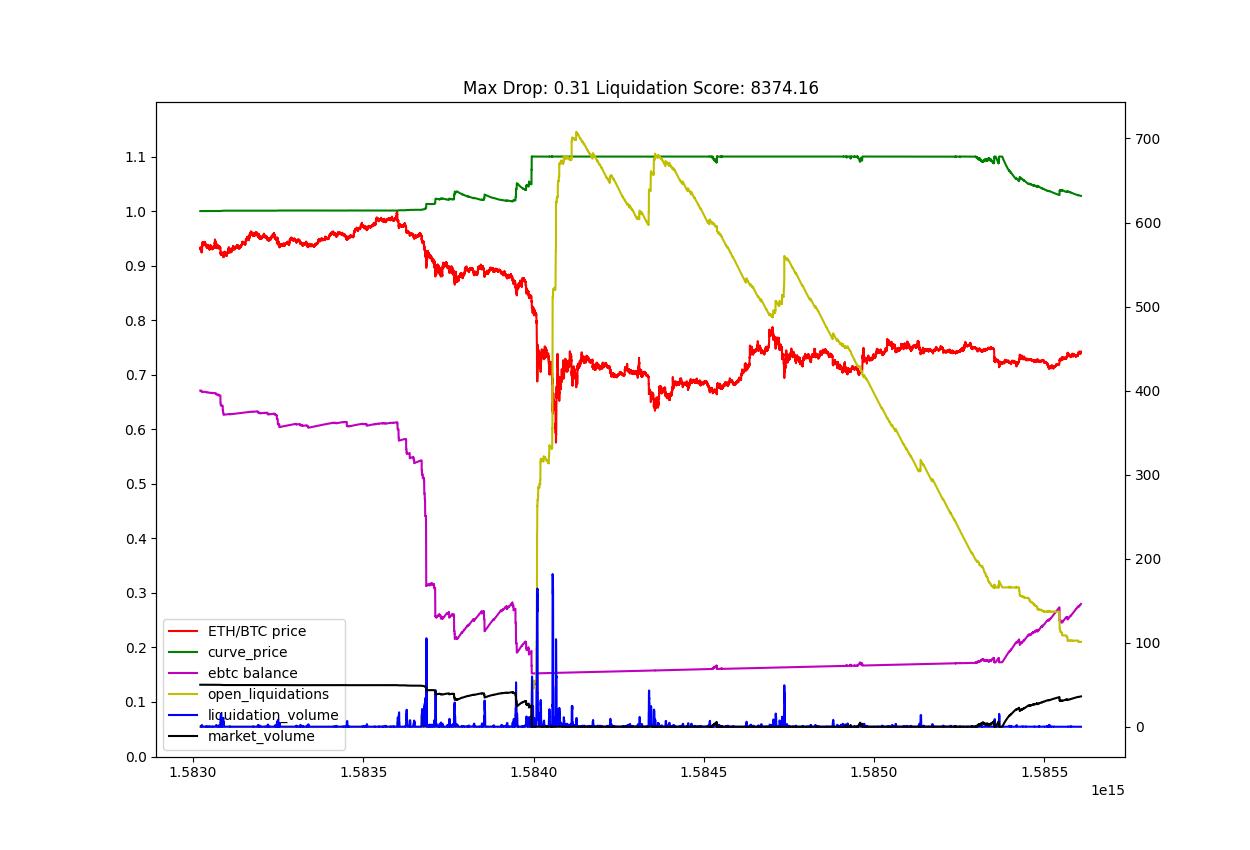 Max Drop: 0.31 Liquidation Score: 8374.16
1.1
1.0
0.9
0.8
0.7
0.6
0.5
0.4
0.3
0.2
0.1
0.0
700
600
500
400
300
200
100
0
ETH/BTC price
curve_price
ebtc balance
open_liquidations
liquidation_volume
market_volume
1.5830 1.5835 1.5840 1.5845 1.5850 1.5855
1e15